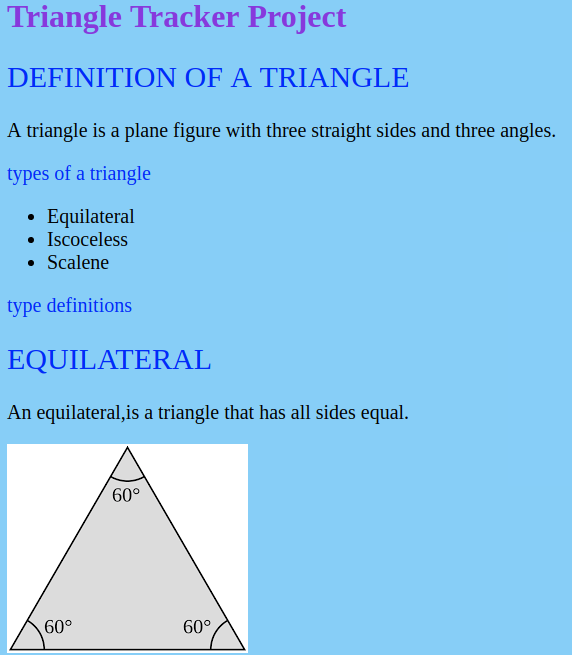 Triangle Tracker Project
DEFINITION OF A TRIANGLE
A triangle is a plane figure with three straight sides and three angles.
types of a triangle
• Equilateral
• Iscoceless
• Scalene
type definitions
EQUILATERAL
An equilateral,is a triangle that has all sides equal.
60°
60° 60°